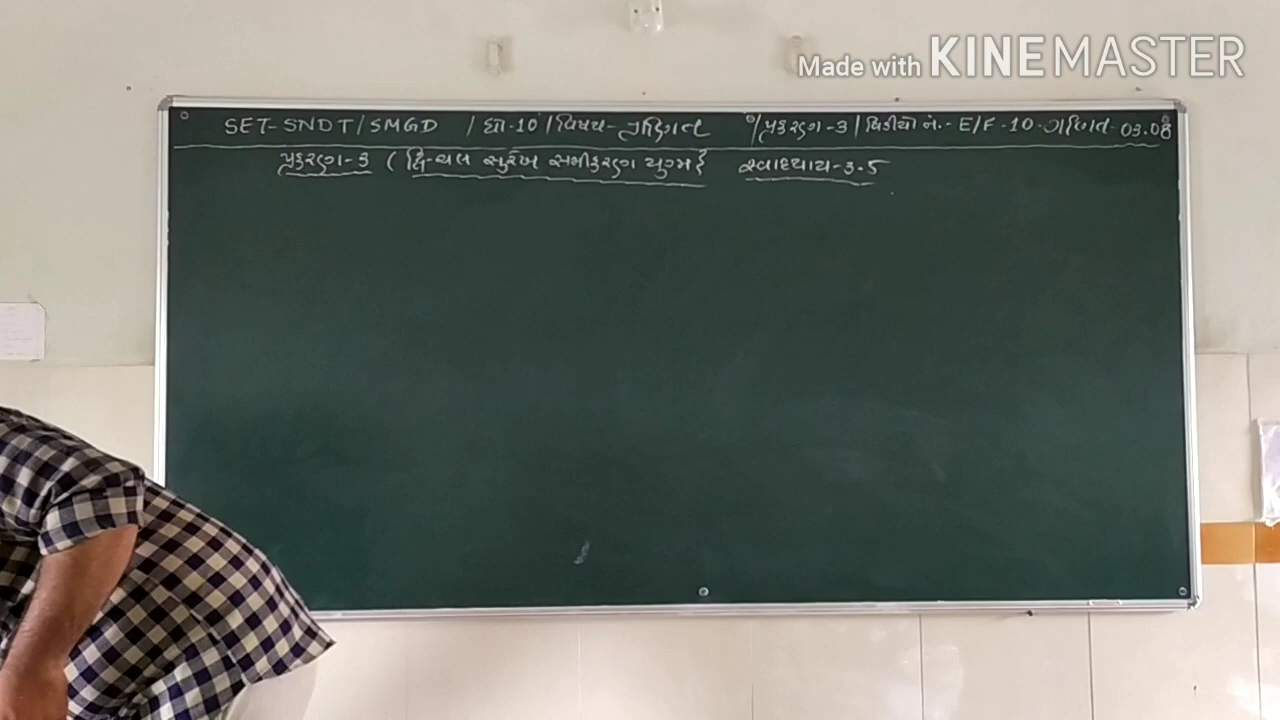 Made with KINEMASTER
SET-SNDT/SMGD /ધો-10/વિષય-ગણિત /પ્રકરણ-3/વિડીયો નં.- E/F-10-ગણિત-03.08
પ્રકરણ-3 (દ્વિ-ચલ સુરેખ સમીકરણ યુગ્મ) સ્વાધ્યાય-3.5